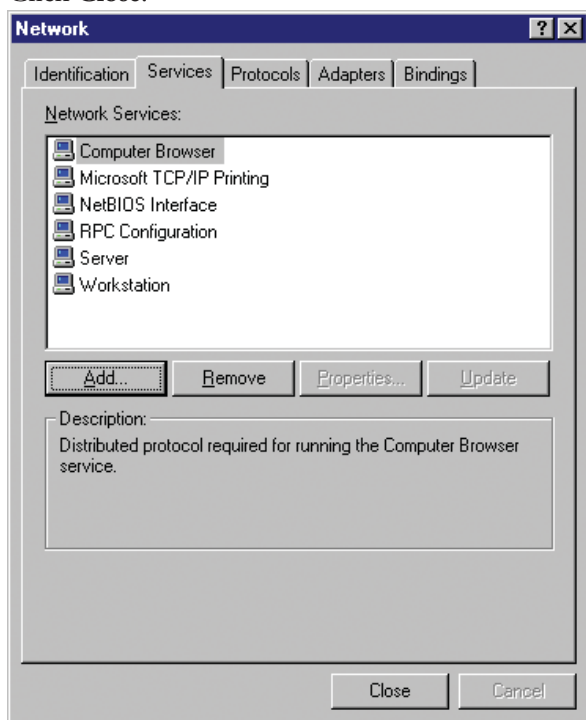 Click Close.
Network
Identification Services Protocols Adapters Bindings
Network Services:
Computer Browser
Microsoft TCP/IP Printing
NetBIOS Interface
RPC Configuration
Server
Workstation
Add... Remove Properties... Update
Description:
Distributed protocol required for running the Computer Browser
service.
Close Cancel